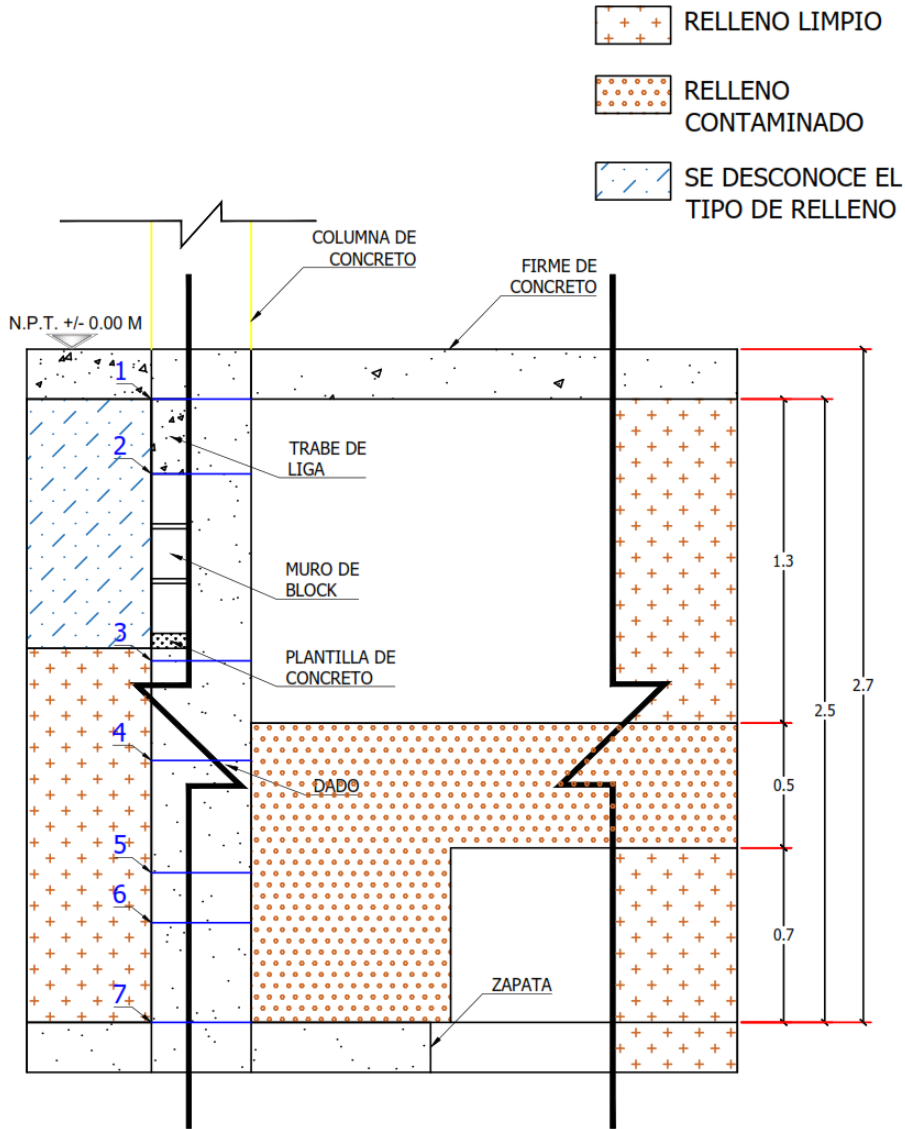 RELLENO LIMPIO
RELLENO
CONTAMINADO
SE DESCONOCE EL
TIPO DE RELLENO
COLUMNA DE
CONCRETO
FIRME DE
CONCRETO
N.P.T. +/- 0.00 M
1
2
TRABE DE
LIGA
MURO DE
BLOCK
3
PLANTILLA DE
CONCRETO
4
DADO
5
6
7
ZAPATA
1.3
0.5
0.7
2.5
2.7